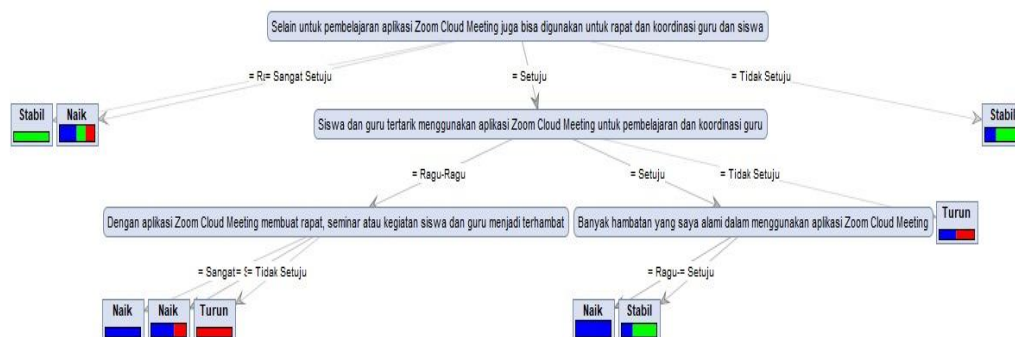 Selain untuk pembelajaran aplikasi Zoom Cloud Meeting juga bisa digunakan untuk rapat dan koordinasi guru dan siswa
= Sangat Setuju
= Setuju
= Tidak Setuju
Stabil
Naik
Stabil
Siswa dan guru tertarik menggunakan aplikasi Zoom Cloud Meeting untuk pembelajaran dan koordinasi guru
= Ragu-Ragu
= Setuju
= Tidak Setuju
Dengan aplikasi Zoom Cloud Meeting membuat rapat, seminar atau kegiatan siswa dan guru menjadi terhambat
Banyak hambatan yang saya alami dalam menggunakan aplikasi Zoom Cloud Meeting
Turun
= Sangat
= Tidak Setuju
= Ragu-
= Setuju
Naik
Naik
Turun
Naik
Stabil